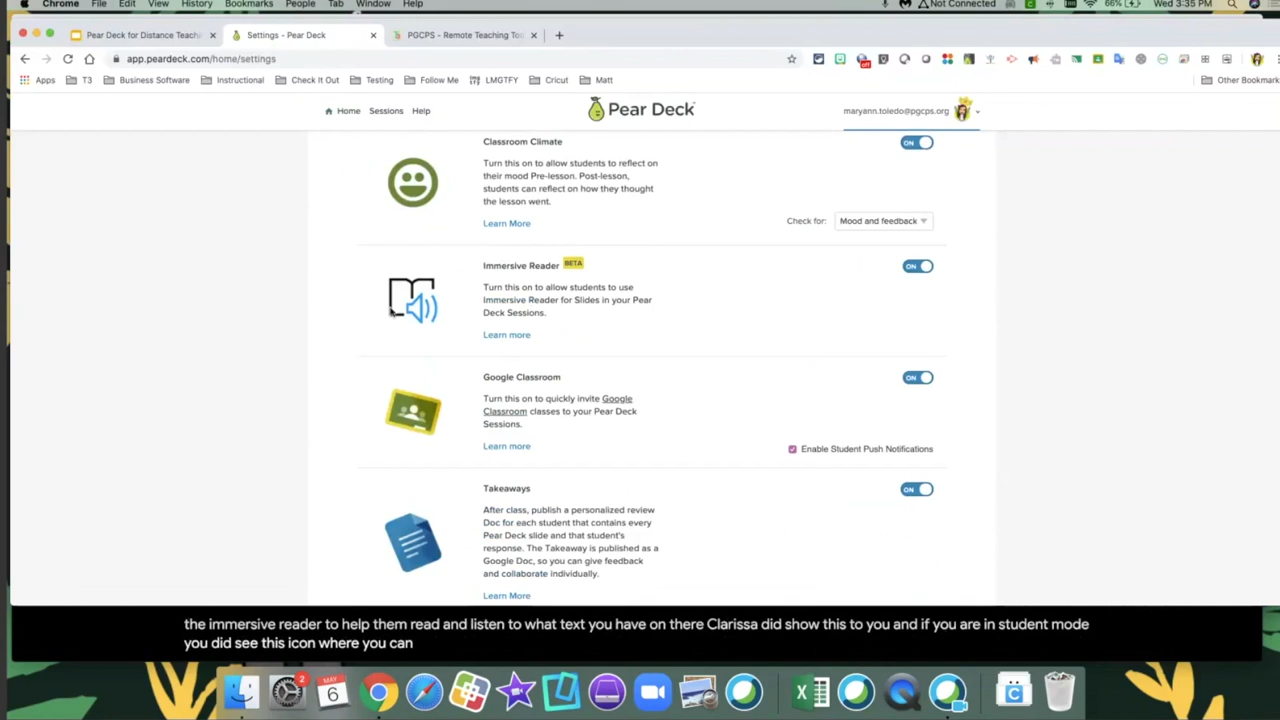 Chrome File Edit View History Bookmarks People Tab Window Help
Not Connected 66% Wed 3:35 PM
Pear Deck for Distance Teachi
Settings - Pear Deck
PGCPS - Remote Teaching Too
app.peardeck.com/home/settings
Apps T3 Business Software Instructional Check It Out Testing Follow Me LMGTFY Cricut Matt Other Bookmark
Home Sessions Help
Pear Deck
maryann.toledo@pgcps.org
Classroom Climate
ON
Turn this on to allow students to reflect on
their mood Pre-lesson. Post-lesson,
students can reflect on how they thought
the lesson went.
Check for: Mood and feedback
Learn More
Immersive Reader BETA
ON
Turn this on to allow students to use
Immersive Reader for Slides in your Pear
Deck Sessions.
Learn more
Google Classroom
ON
Turn this on to quickly invite Google
Classroom classes to your Pear Deck
Sessions.
Learn more
Enable Student Push Notifications
Takeaways
ON
After class, publish a personalized review
Doc for each student that contains every
Pear Deck slide and that student's
response. The Takeaway is published as a
Google Doc, so you can give feedback
and collaborate individually.
Learn More
the immersive reader to help them read and listen to what text you have on there Clarissa did show this to you and if you are in student mode
you did see this icon where you can
2
MAY
6